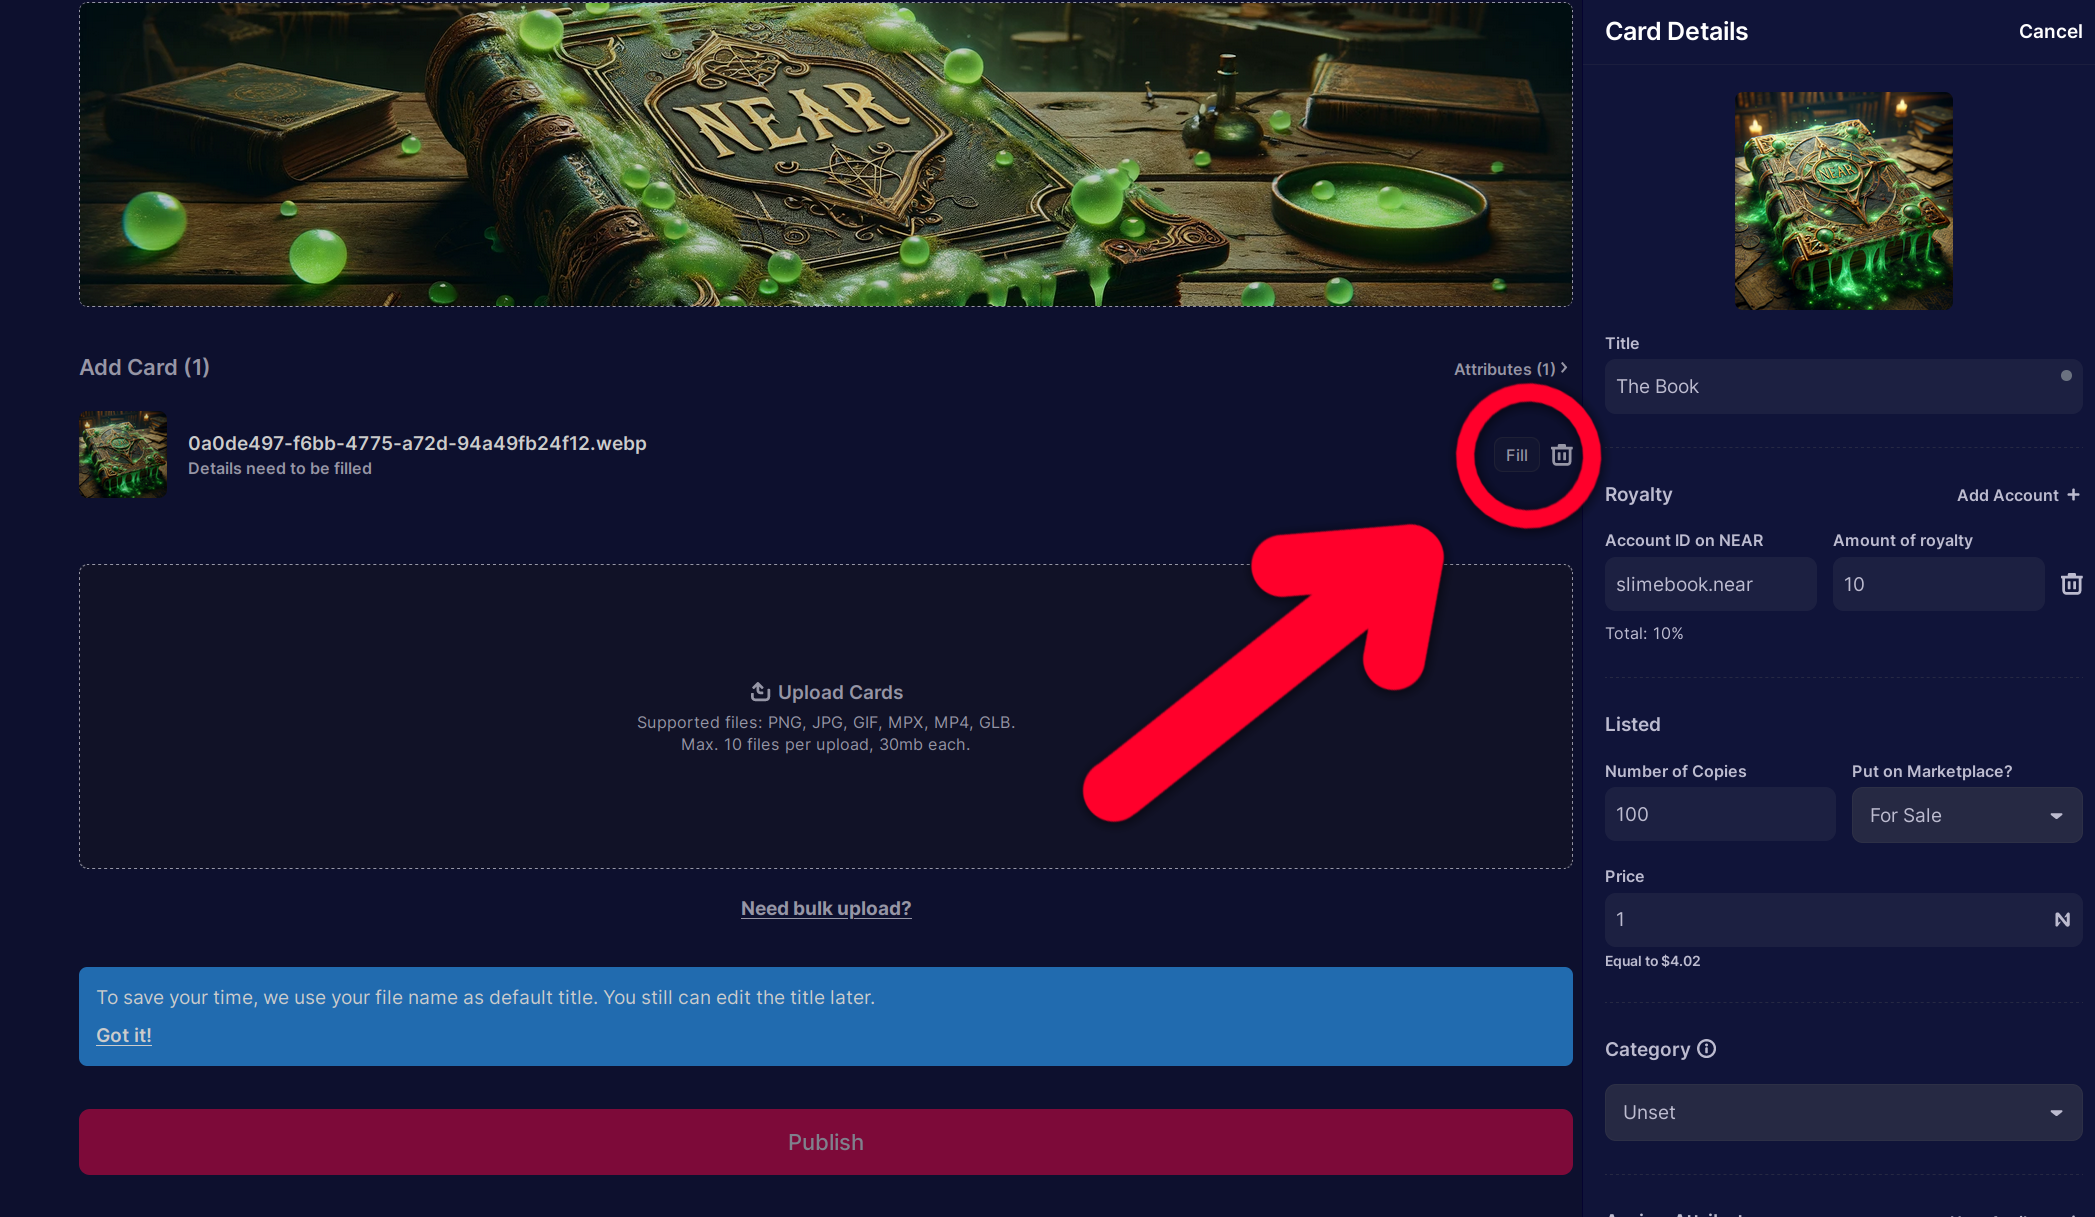 NEAR
Add Card (1)
Attributes (1)
0a0de497-f6bb-4775-a72d-94a49fb24f12.webp
Details need to be filled
Fill
Upload Cards
Supported files: PNG, JPG, GIF, MPX, MP4, GLB.
Max. 10 files per upload, 30mb each.
Need bulk upload?
To save your time, we use your file name as default title. You still can edit the title later.
Got it!
Publish
Card Details
Cancel
NEAR
Title
The Book
Royalty
Add Account +
Account ID on NEAR
Amount of royalty
slimebook.near
10
Total: 10%
Listed
Number of Copies
Put on Marketplace?
100
For Sale
Price
1
Equal to $4.02
Category
Unset